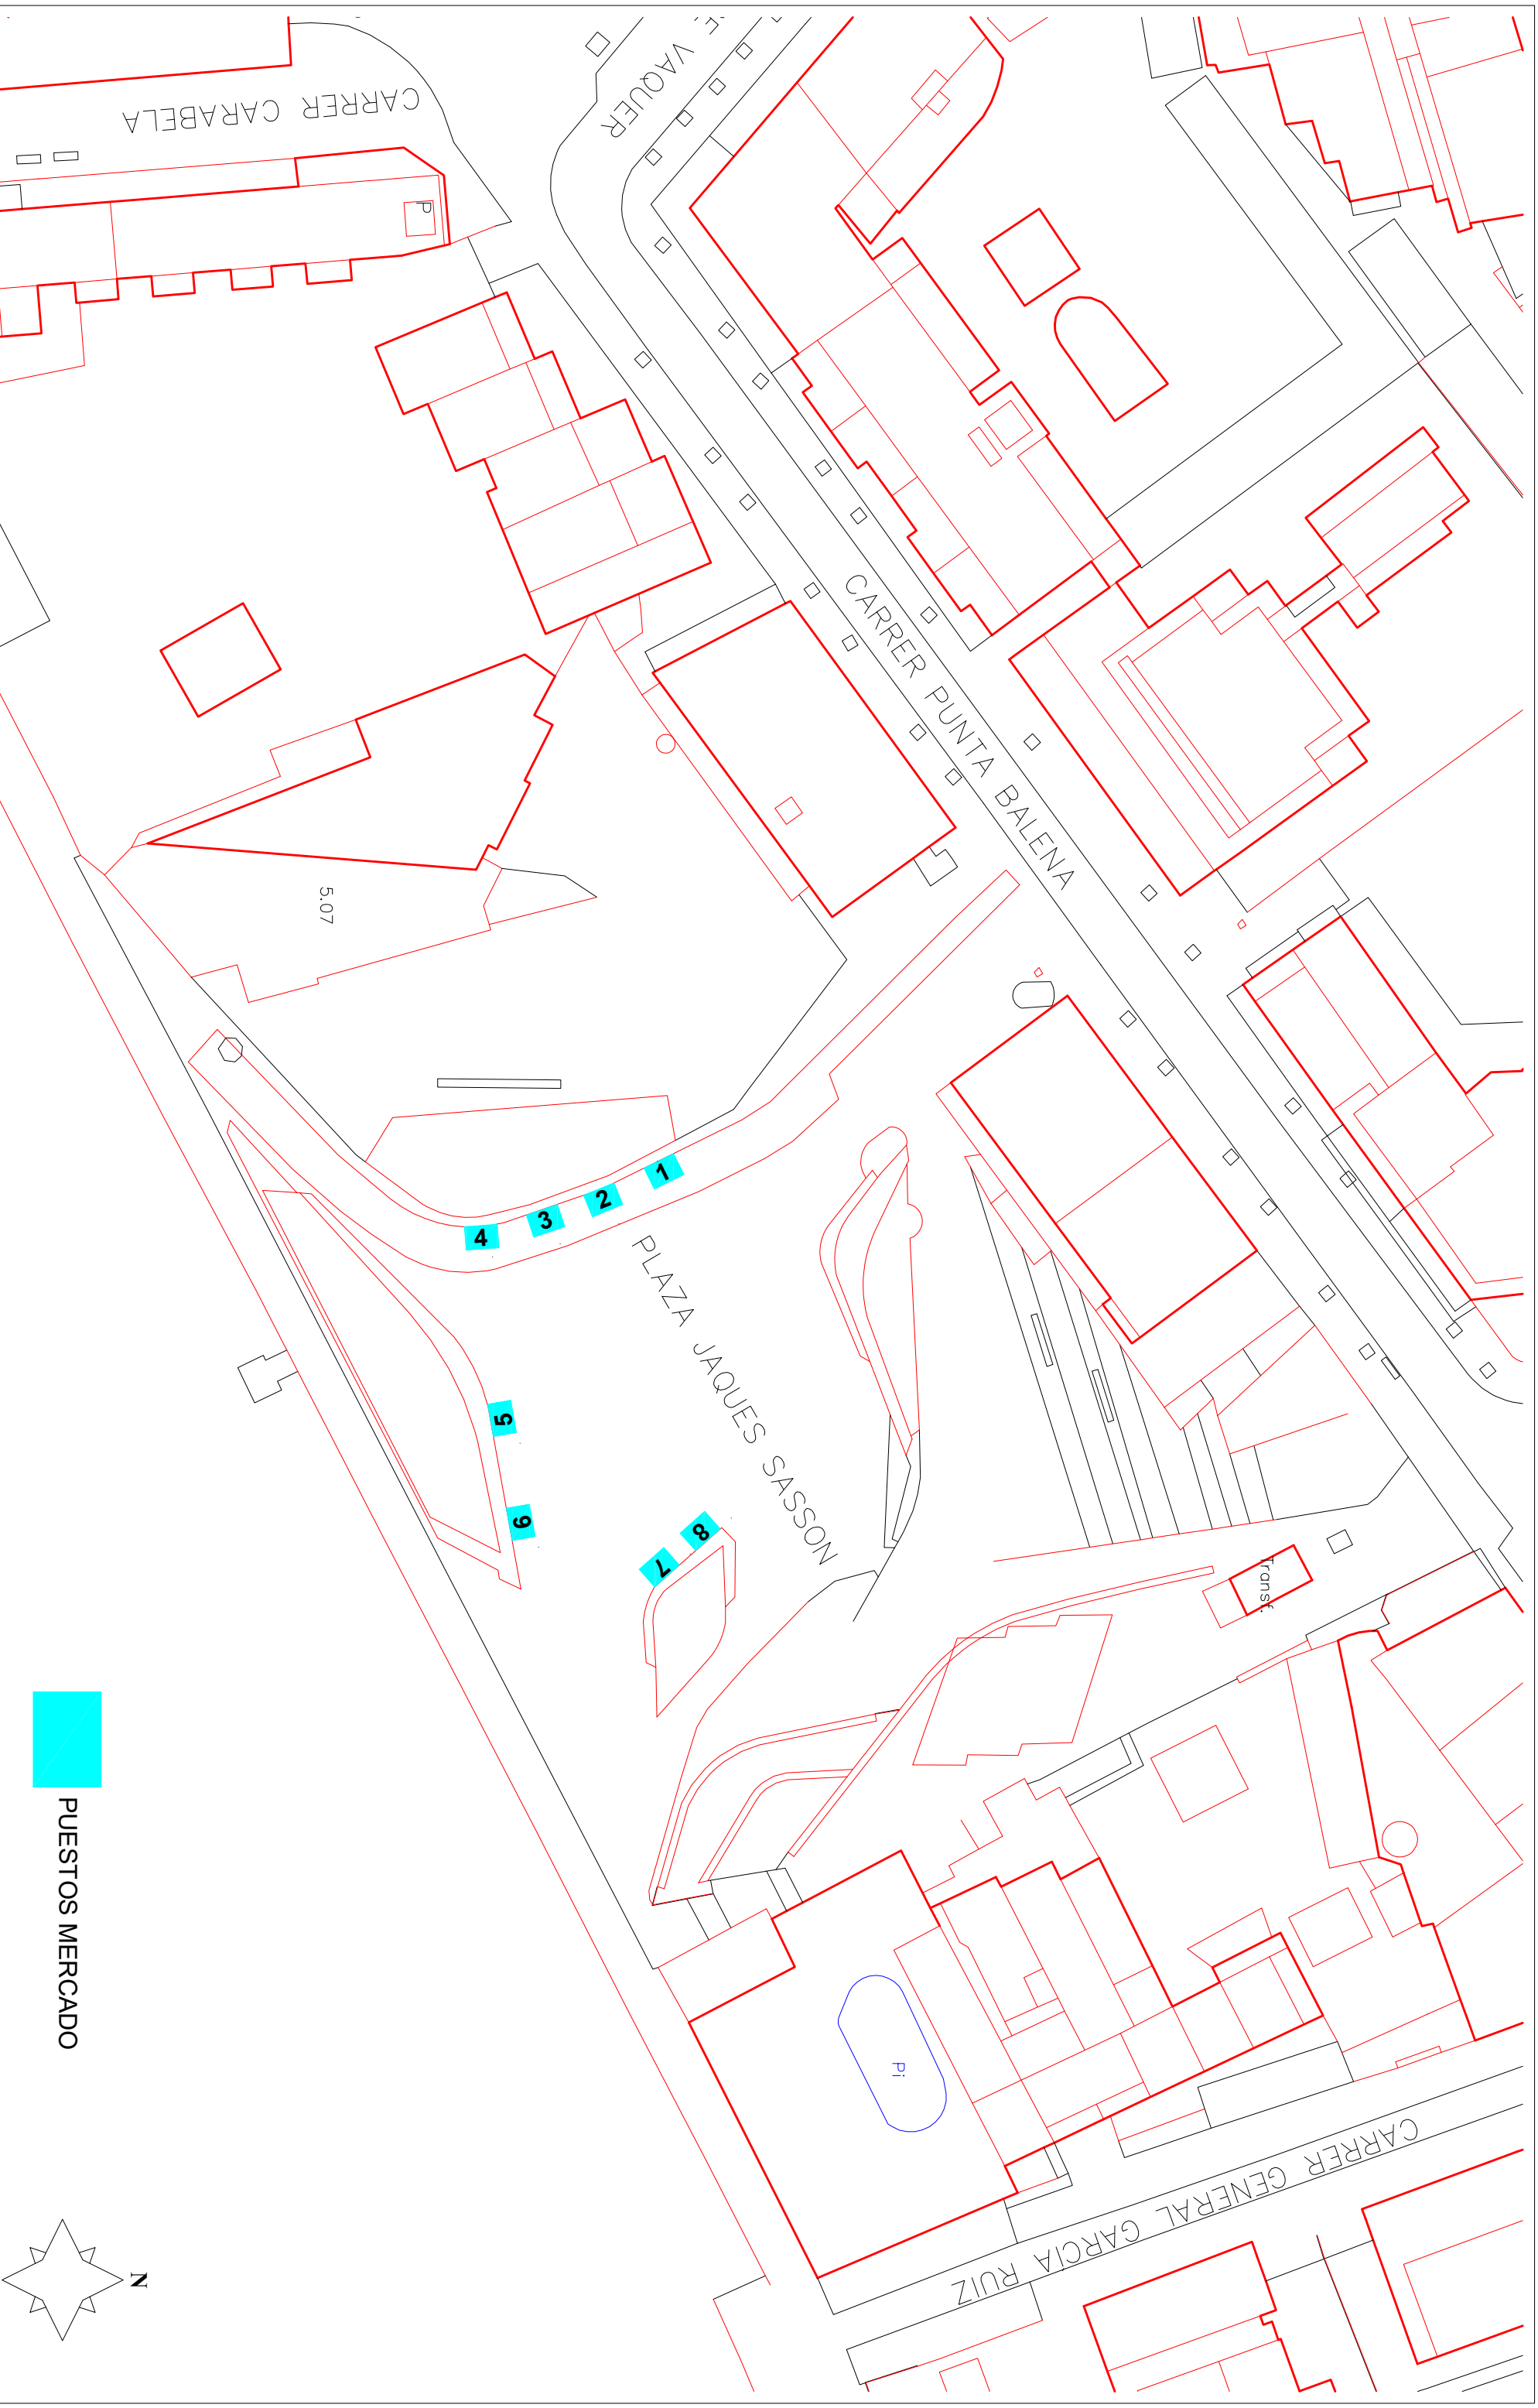 CARRER CARABELA
E VAQUER
P
CARRER PUNTA BALENA
5.07
1
2
3
4
PLAZA JAQUES SASSON
5
6
7
8
Transf.
Pi
CARRER GENERAL GARCIA RUIZ
PUESTOS MERCADO
N